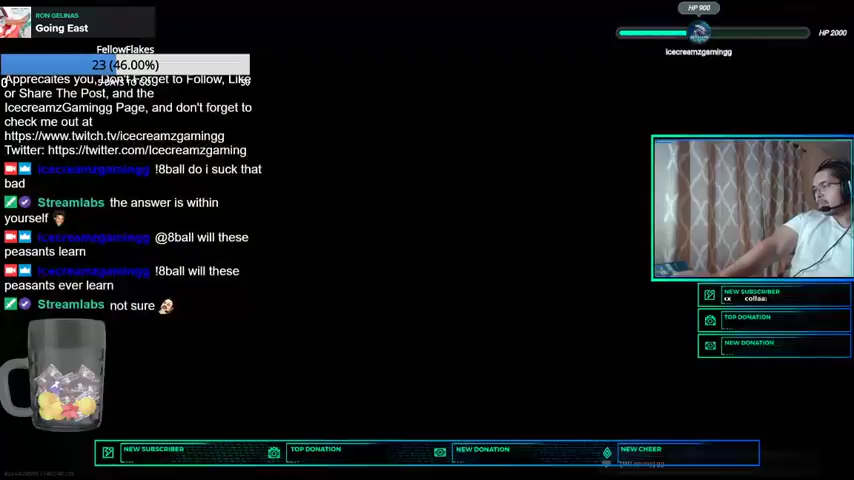 RON GELINAS
Going East
HP 900
HP 2000
icecreamzgamingg
FellowFlakes
23 (46.00%)
Apprecaites you, Don't Forget to Follow, Like
or Share The Post, and the
IcecreamzGamingg Page, and don't forget to
check me out at
https://www.twitch.tv/icecreamzgamingg
Twitter: https://twitter.com/Icecreamzgaming
icecreamzgamingg !8ball do i suck that
bad
Streamlabs the answer is within
yourself
icecreamzgamingg @8ball will these
peasants learn
icecreamzgamingg !8ball will these
peasants ever learn
Streamlabs not sure
NEW SUBSCRIBER
TOP DONATION
....
NEW DONATION
....
NEW SUBSCRIBER
....
TOP DONATION
....
NEW DONATION
....
NEW CHEER